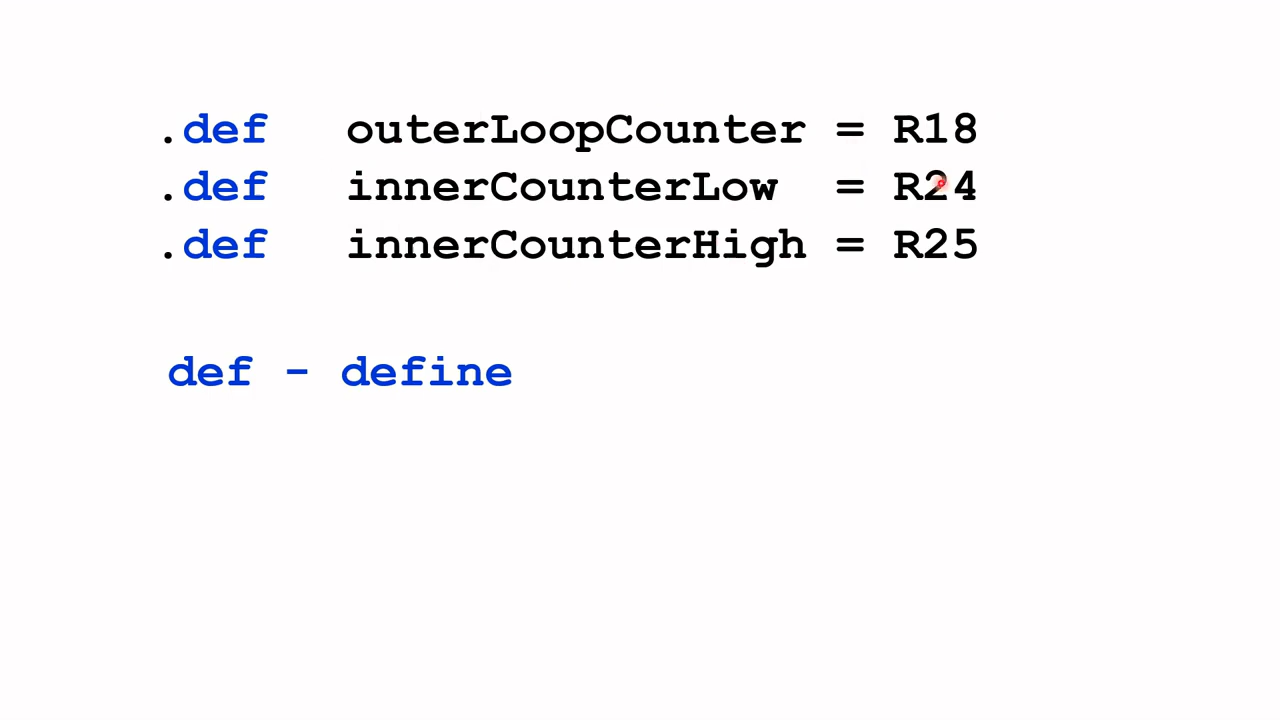 .def   outerLoopCounter = R18
.def   innerCounterLow  = R24
.def   innerCounterHigh = R25
def - define